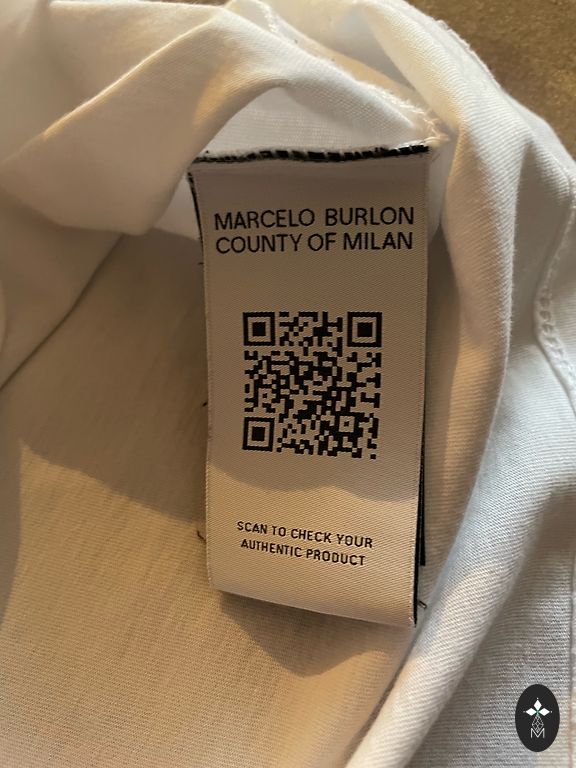 MARCELO BURLON
COUNTY OF MILAN
SCAN TO CHECK YOUR
AUTHENTIC PRODUCT
M